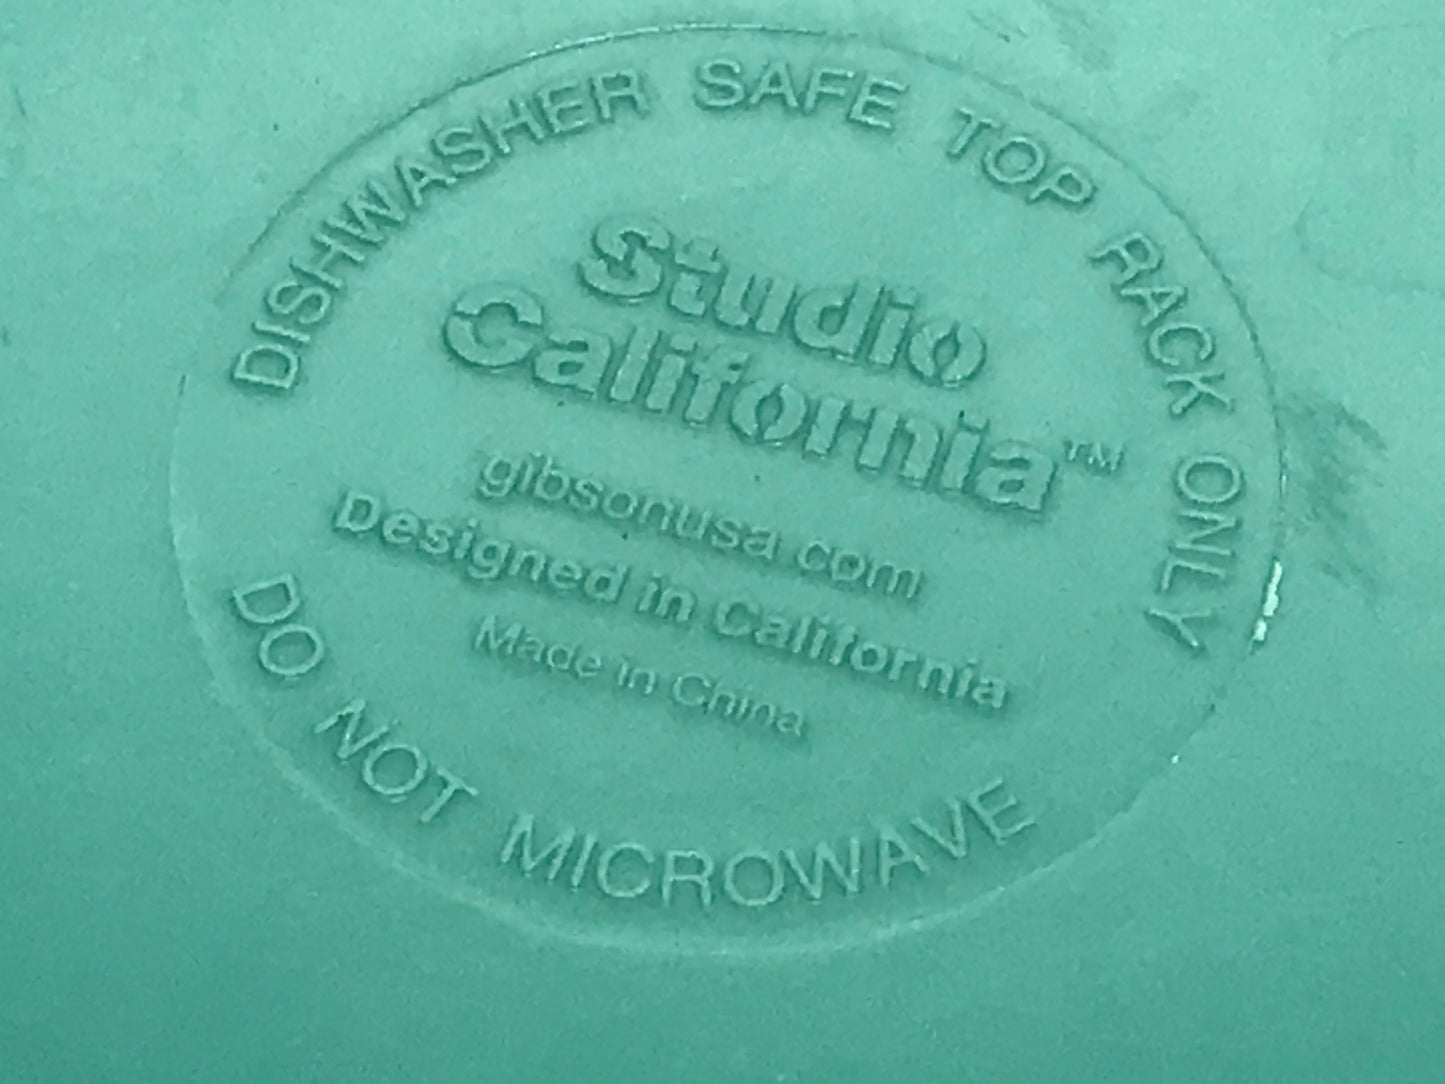 DISHWASHER SAFE TOP RACK ONLY
Studio
California™
gibsonusa com
Designed in California
Made in China
DO NOT MICROWAVE